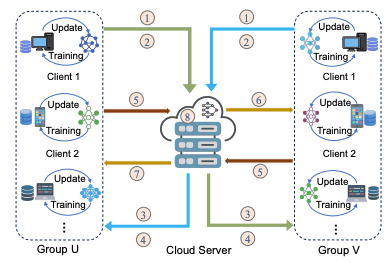 ① ①
Update ② ② Update
Training Training
Client 1 Client 1
Update ⑤ ⑥ Update
⑧
Training Training
Client 2 ⑦ ⑤ Client 2
Update Update
Training ③ ③ Training
④ ④
... ...
Group U Cloud Server Group V